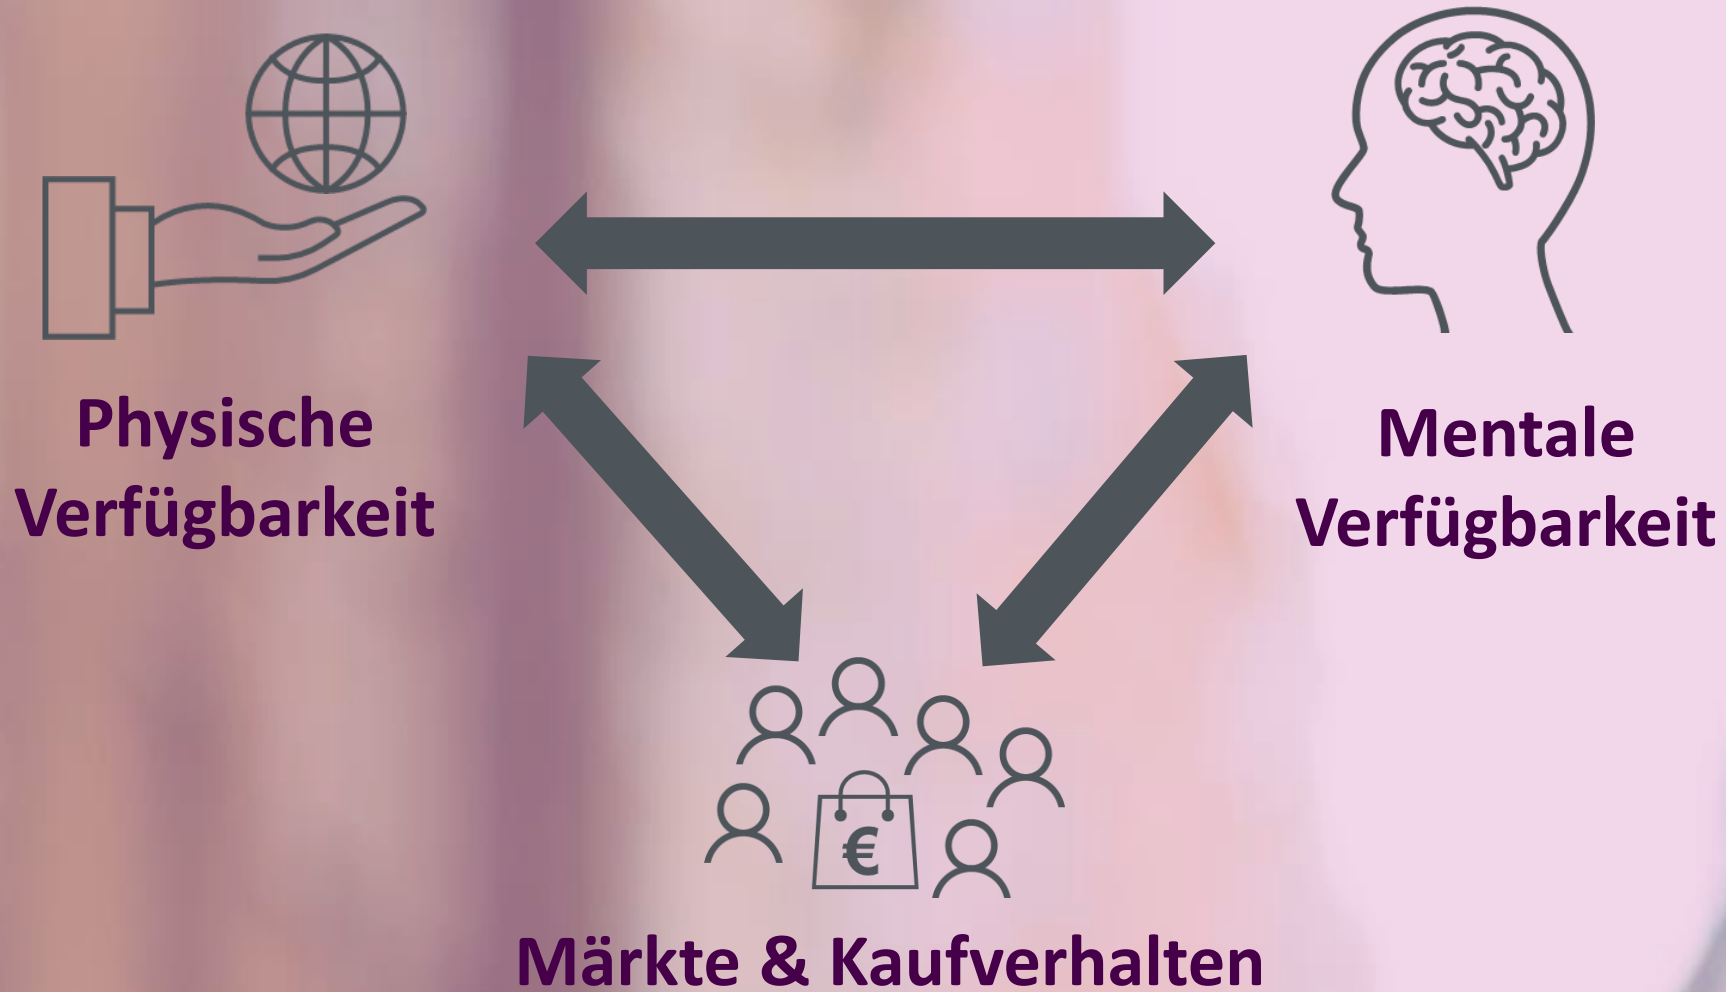 Physische
Verfügbarkeit
Mentale
Verfügbarkeit
€
Märkte & Kaufverhalten